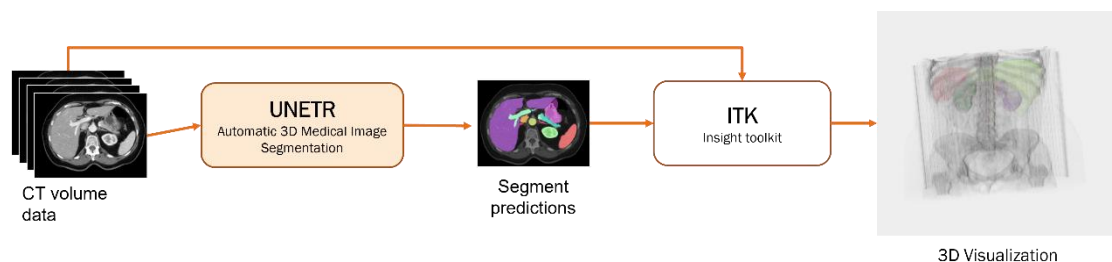 CT volume
data
UNETR
Automatic 3D Medical Image
Segmentation
Segment
predictions
ITK
Insight toolkit
3D Visualization